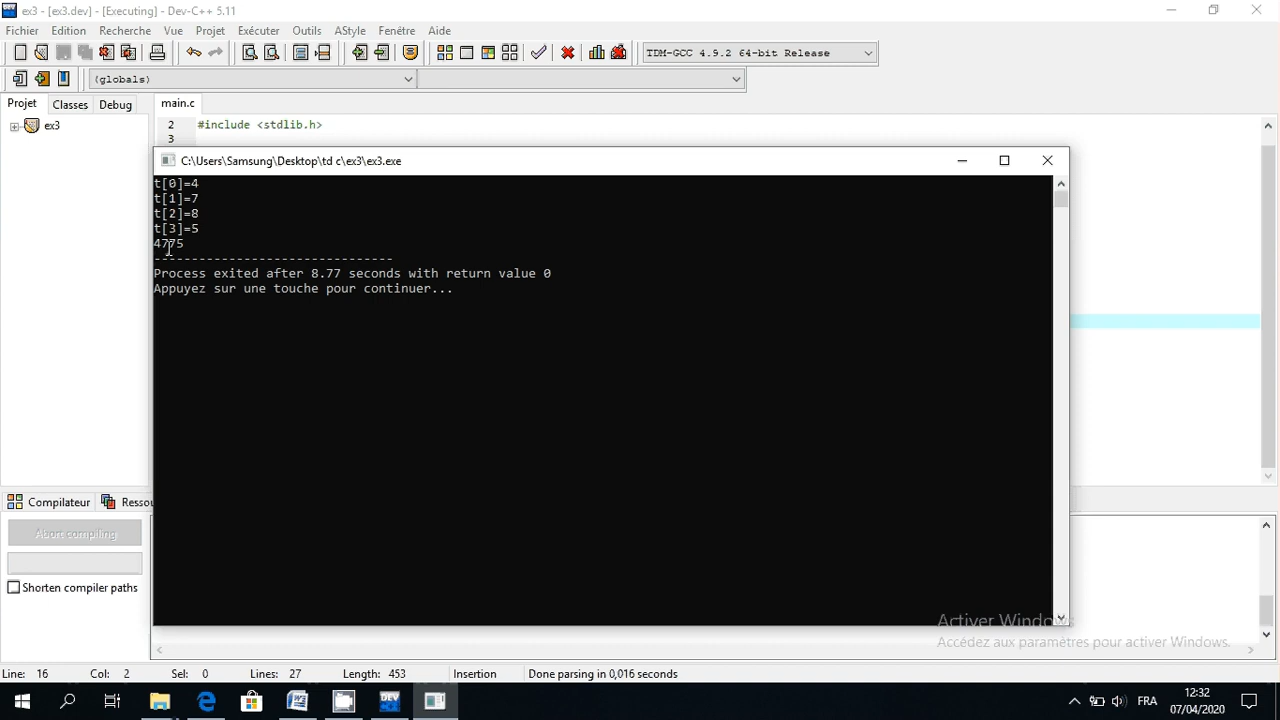 ex3 - [ex3.dev] - [Executing] - Dev-C++ 5.11
Fichier Edition Recherche Vue Projet Exécuter Outils AStyle Fenêtre Aide
TDM-GCC 4.9.2 64-bit Release
(globals)
Projet Classes Debug main.c
ex3
2 #include <stdlib.h>
3
C:\Users\Samsung\Desktop\td c\ex3\ex3.exe
t[0]=4
t[1]=7
t[2]=8
t[3]=5
4775
--------------------------------
Process exited after 8.77 seconds with return value 0
Appuyez sur une touche pour continuer...
Compilateur Ressou
Abort compiling
Shorten compiler paths
Activer Windows
Accédez aux paramètres pour activer Windows.
Line: 16 Col: 2 Sel: 0 Lines: 27 Length: 453 Insertion Done parsing in 0,016 seconds
FRA 12:32
07/04/2020